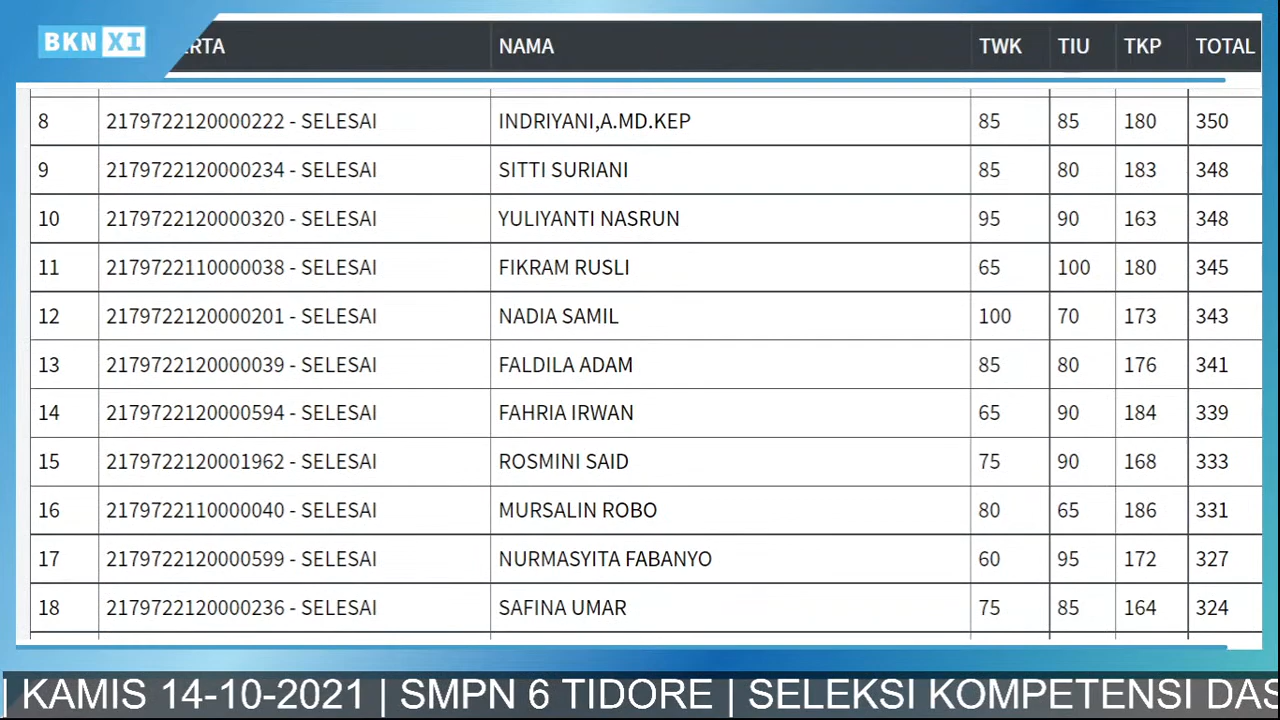 BKN XI
ERTA NAMA TWK TIU TKP TOTAL
8 2179722120000222 - SELESAI INDRIYANI,A.MD.KEP 85 85 180 350
9 2179722120000234 - SELESAI SITTI SURIANI 85 80 183 348
10 2179722120000320 - SELESAI YULIYANTI NASRUN 95 90 163 348
11 2179722110000038 - SELESAI FIKRAM RUSLI 65 100 180 345
12 2179722120000201 - SELESAI NADIA SAMIL 100 70 173 343
13 2179722120000039 - SELESAI FALDILA ADAM 85 80 176 341
14 2179722120000594 - SELESAI FAHRIA IRWAN 65 90 184 339
15 2179722120001962 - SELESAI ROSMINI SAID 75 90 168 333
16 2179722110000040 - SELESAI MURSALIN ROBO 80 65 186 331
17 2179722120000599 - SELESAI NURMASYITA FABANYO 60 95 172 327
18 2179722120000236 - SELESAI SAFINA UMAR 75 85 164 324
| KAMIS 14-10-2021 | SMPN 6 TIDORE | SELEKSI KOMPETENSI DAS